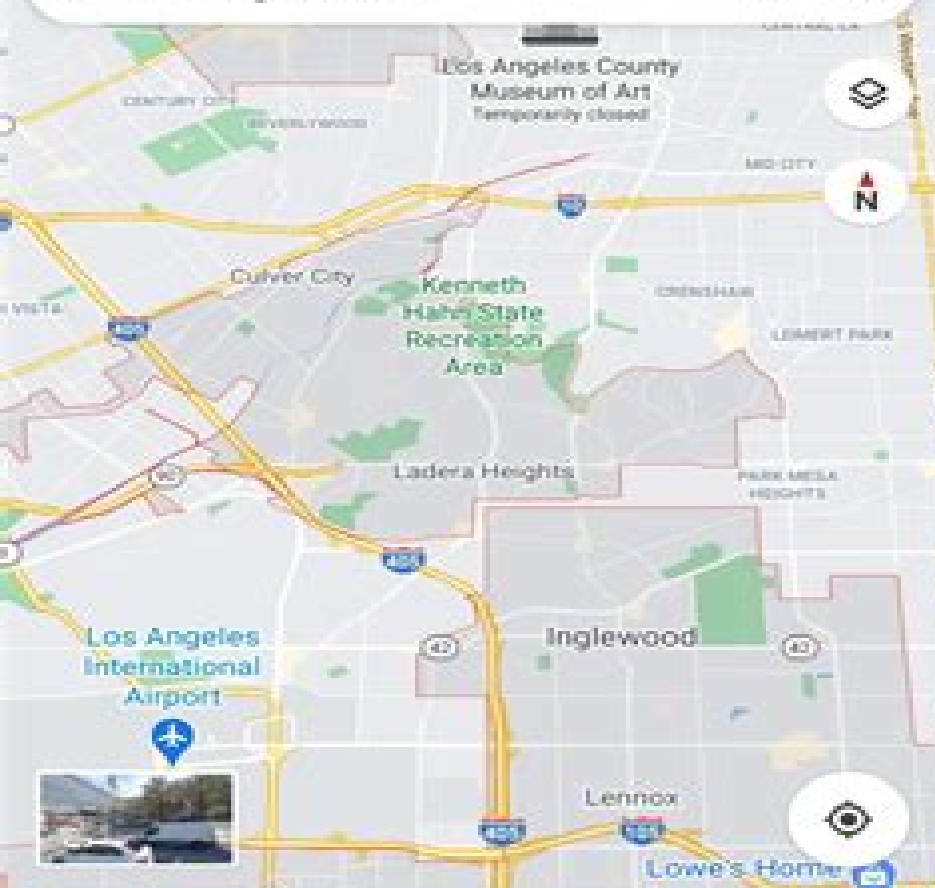 Los Angeles County
Museum of Art
Temporarily closed
CENTURY CITY
BEVERLYWOOD
MID-CITY
N
10
Culver City
Kenneth
Hahn State
Recreation
Area
CRENSHAW
VISTA
405
LEIMERT PARK
Ladera Heights
PARK MESA
HEIGHTS
90
405
Los Angeles
International
Airport
42
Inglewood
42
Lennox
405
105
Lowe's Home